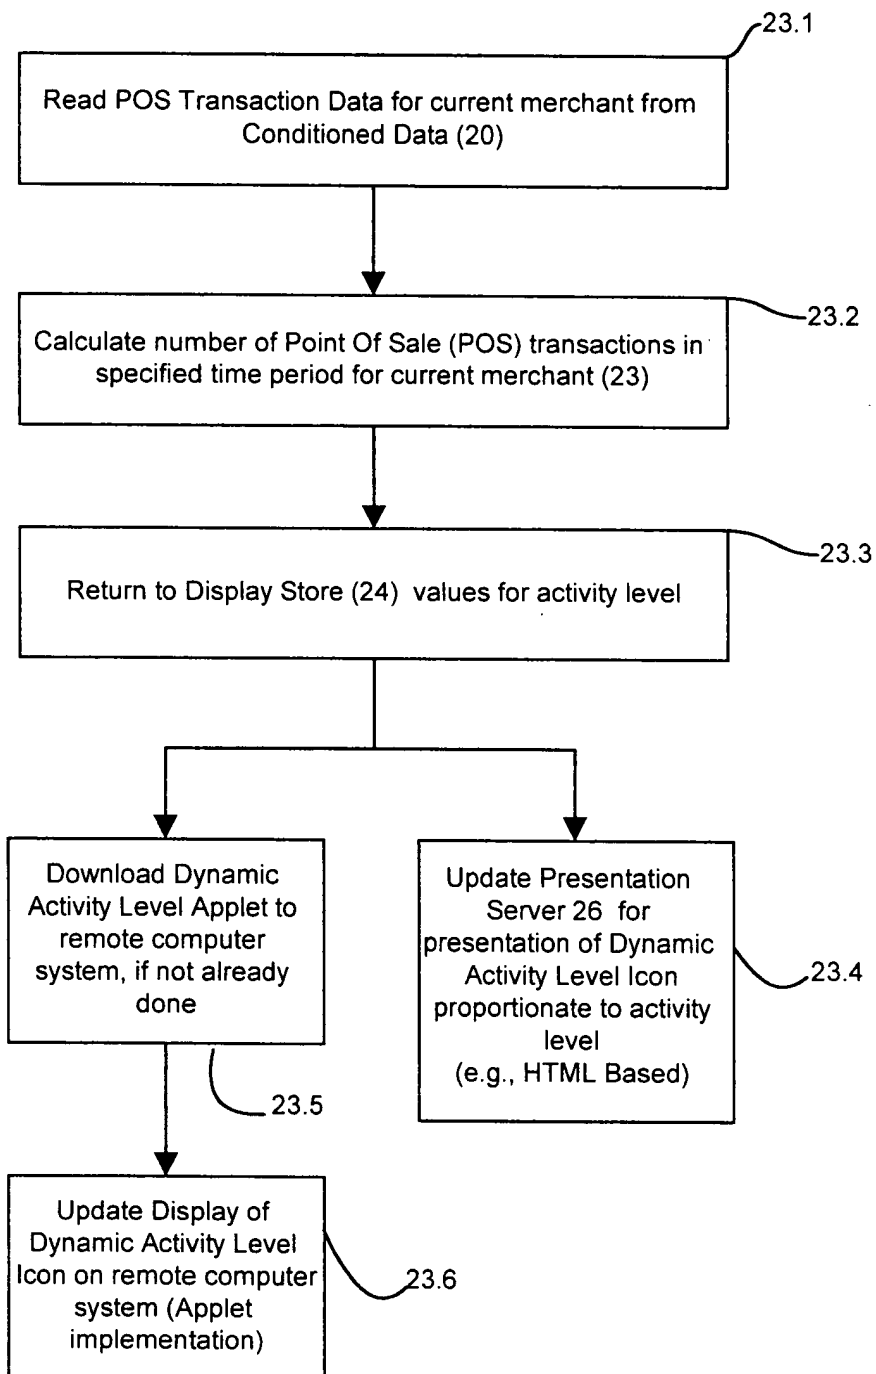 23.1
Read POS Transaction Data for current merchant from
Conditioned Data (20)
23.2
Calculate number of Point Of Sale (POS) transactions in
specified time period for current merchant (23)
23.3
Return to Display Store (24) values for activity level
Download Dynamic
Activity Level Applet to
remote computer
system, if not already
done
23.5
Update Presentation
Server 26 for
presentation of Dynamic
Activity Level Icon
proportionate to activity
level
(e.g., HTML Based)
23.4
Update Display of
Dynamic Activity Level
Icon on remote computer
system (Applet
implementation)
23.6